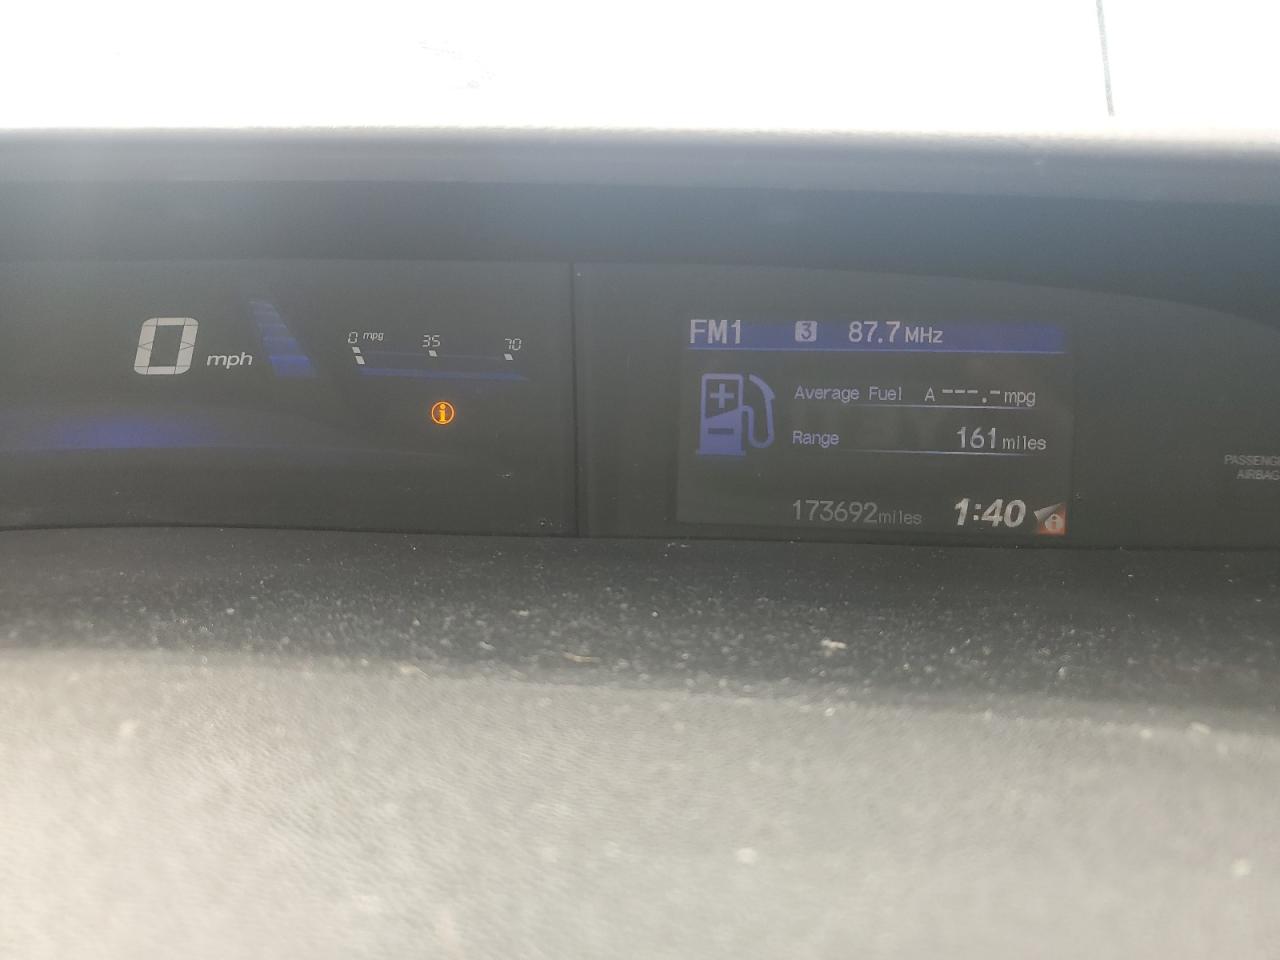 0 mph
0 mpg 35 70
FM1 3 87.7 MHz
Average Fuel A ---.- mpg
Range 161 miles
173692 miles 1:40